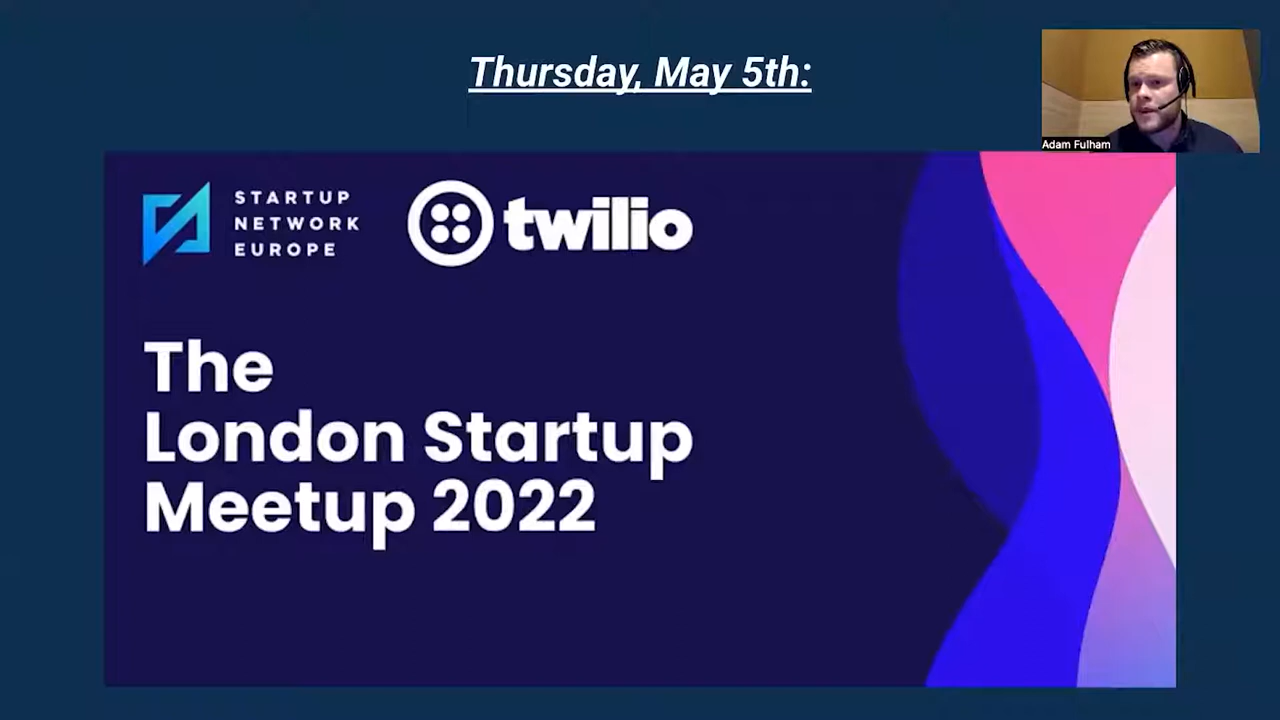 Thursday, May 5th:
Adam Fulham
STARTUP
NETWORK
EUROPE
twilio
The
London Startup
Meetup 2022